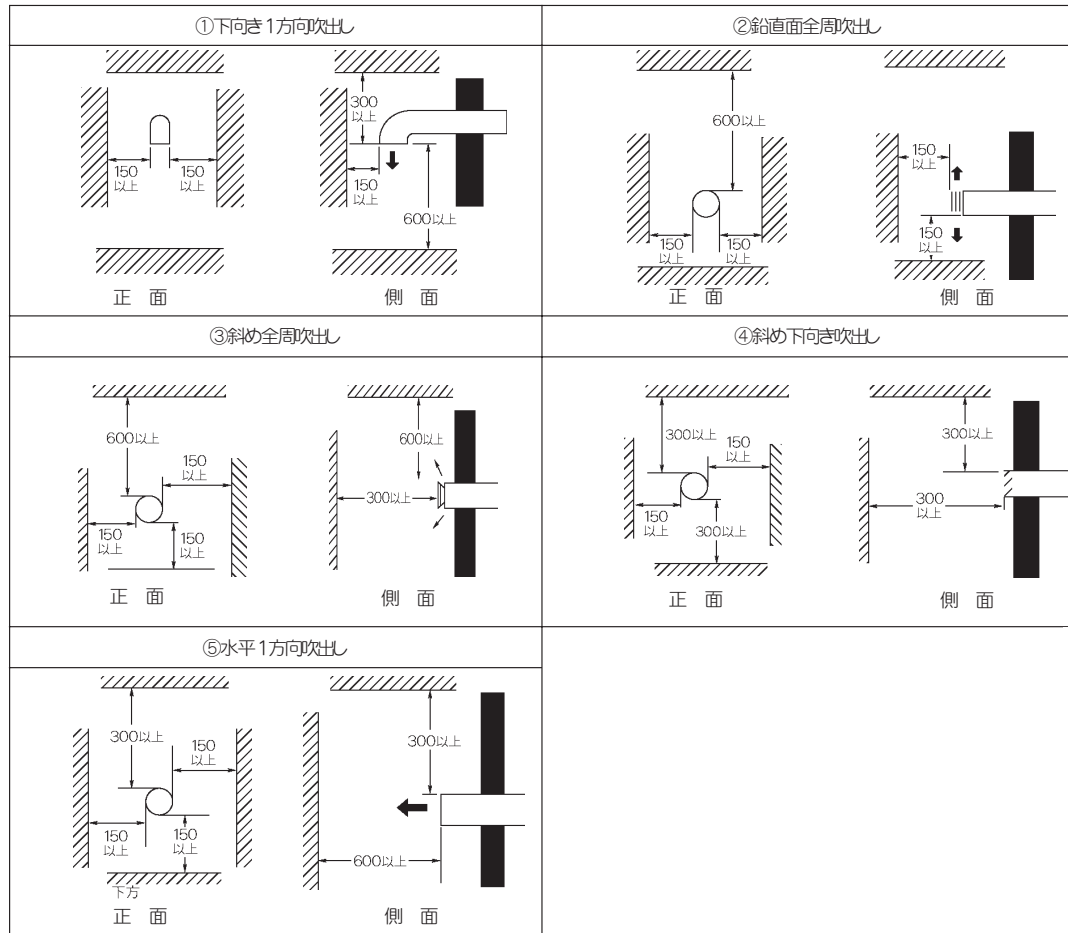 ①下向き1方向吹出し
300
以上
150
以上
150
以上
150
以上
600以上
正 面
側 面
②鉛直面全周吹出し
600以上
150
以上
150
以上
150
以上
150
以上
正 面
側 面
③斜め全周吹出し
600以上
150
以上
150
以上
150
以上
600以上
300以上
正 面
側 面
④斜め下向き吹出し
300以上
150
以上
150
以上
300以上
300以上
300
以上
正 面
側 面
⑤水平1方向吹出し
300以上
150
以上
150
以上
150
以上
下方
300以上
600以上
正 面
側 面